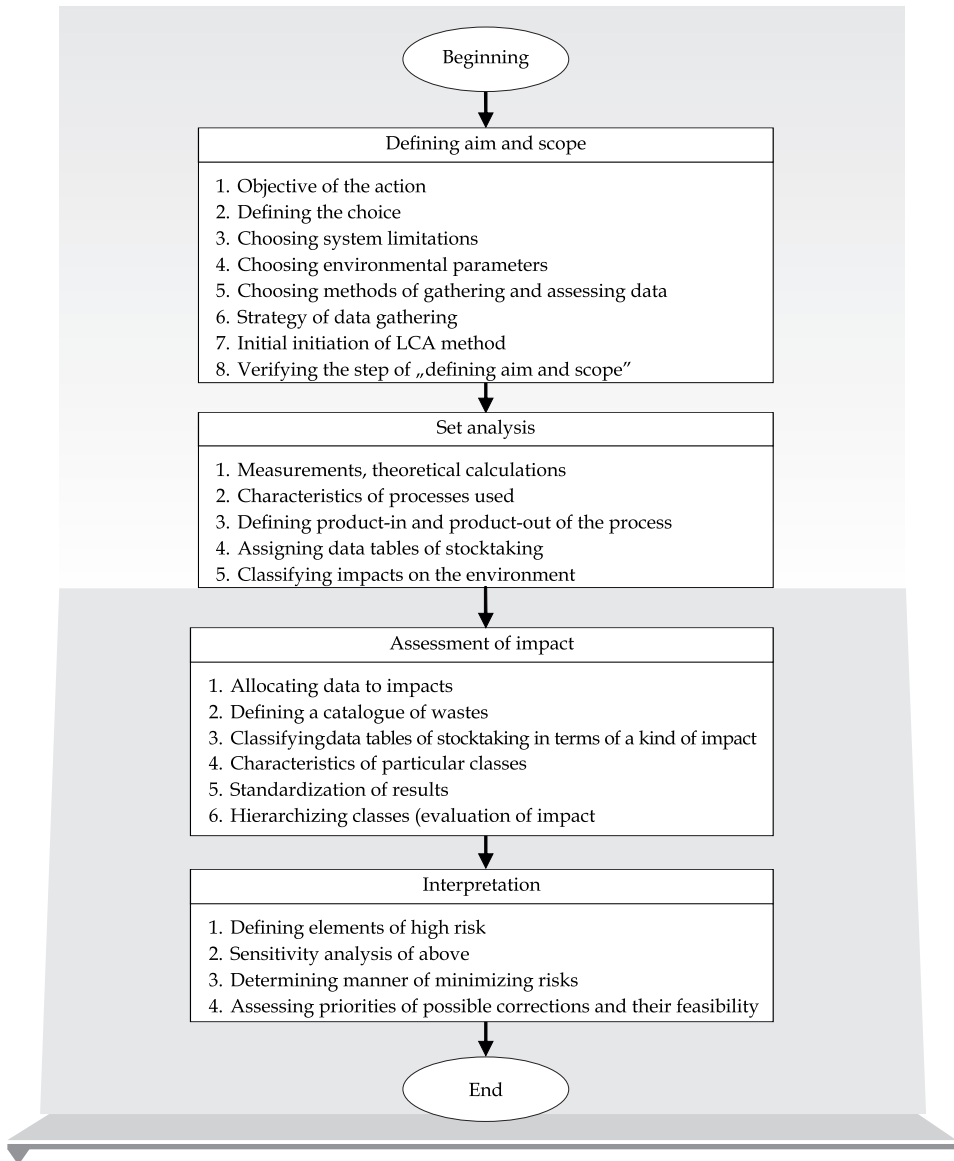 Beginning
Defining aim and scope
1. Objective of the action
2. Defining the choice
3. Choosing system limitations
4. Choosing environmental parameters
5. Choosing methods of gathering and assessing data
6. Strategy of data gathering
7. Initial initiation of LCA method
8. Verifying the step of „defining aim and scope”
Set analysis
1. Measurements, theoretical calculations
2. Characteristics of processes used
3. Defining product-in and product-out of the process
4. Assigning data tables of stocktaking
5. Classifying impacts on the environment
Assessment of impact
1. Allocating data to impacts
2. Defining a catalogue of wastes
3. Classifyingdata tables of stocktaking in terms of a kind of impact
4. Characteristics of particular classes
5. Standardization of results
6. Hierarchizing classes (evaluation of impact
Interpretation
1. Defining elements of high risk
2. Sensitivity analysis of above
3. Determining manner of minimizing risks
4. Assessing priorities of possible corrections and their feasibility
End